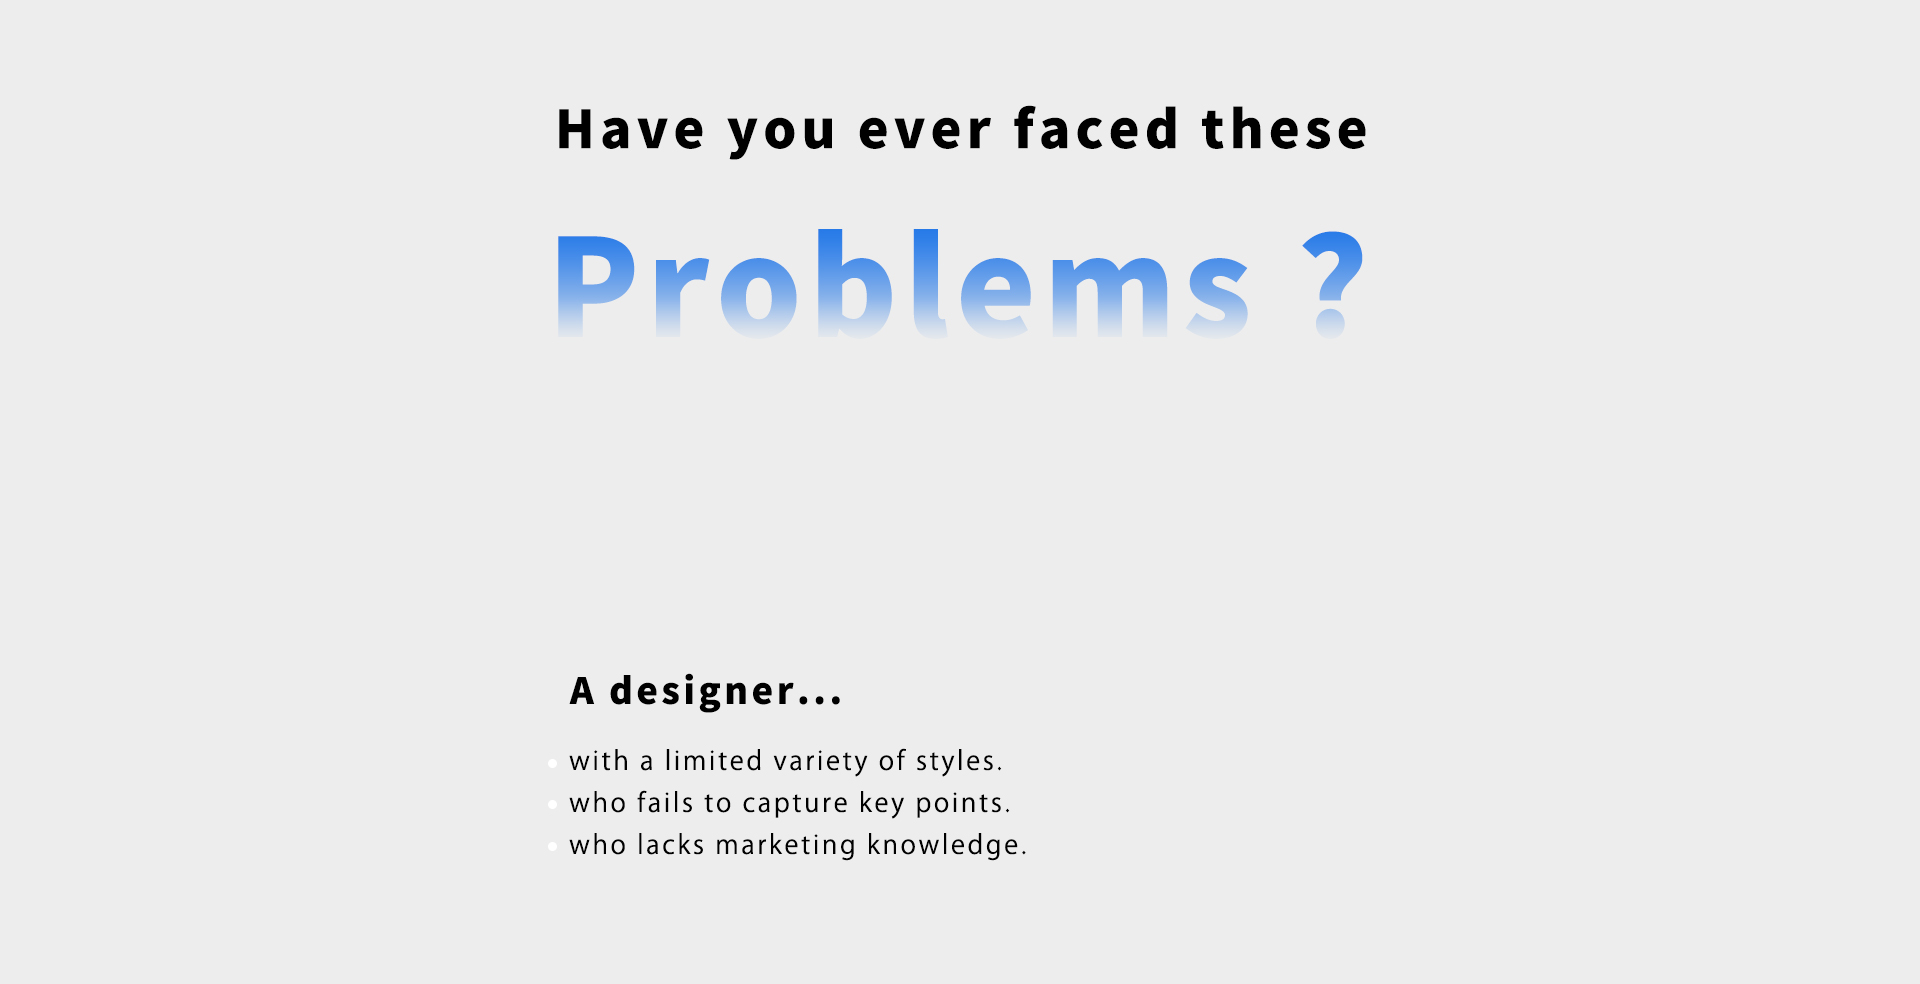 Have you ever faced these
Problems ?
A designer...
• with a limited variety of styles.
• who fails to capture key points.
• who lacks marketing knowledge.